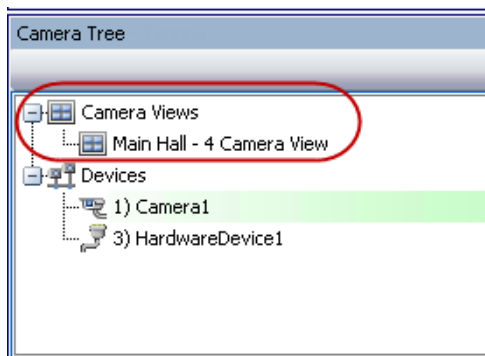 Camera Tree
Camera Views
Main Hall - 4 Camera View
Devices
1) Camera1
3) HardwareDevice1